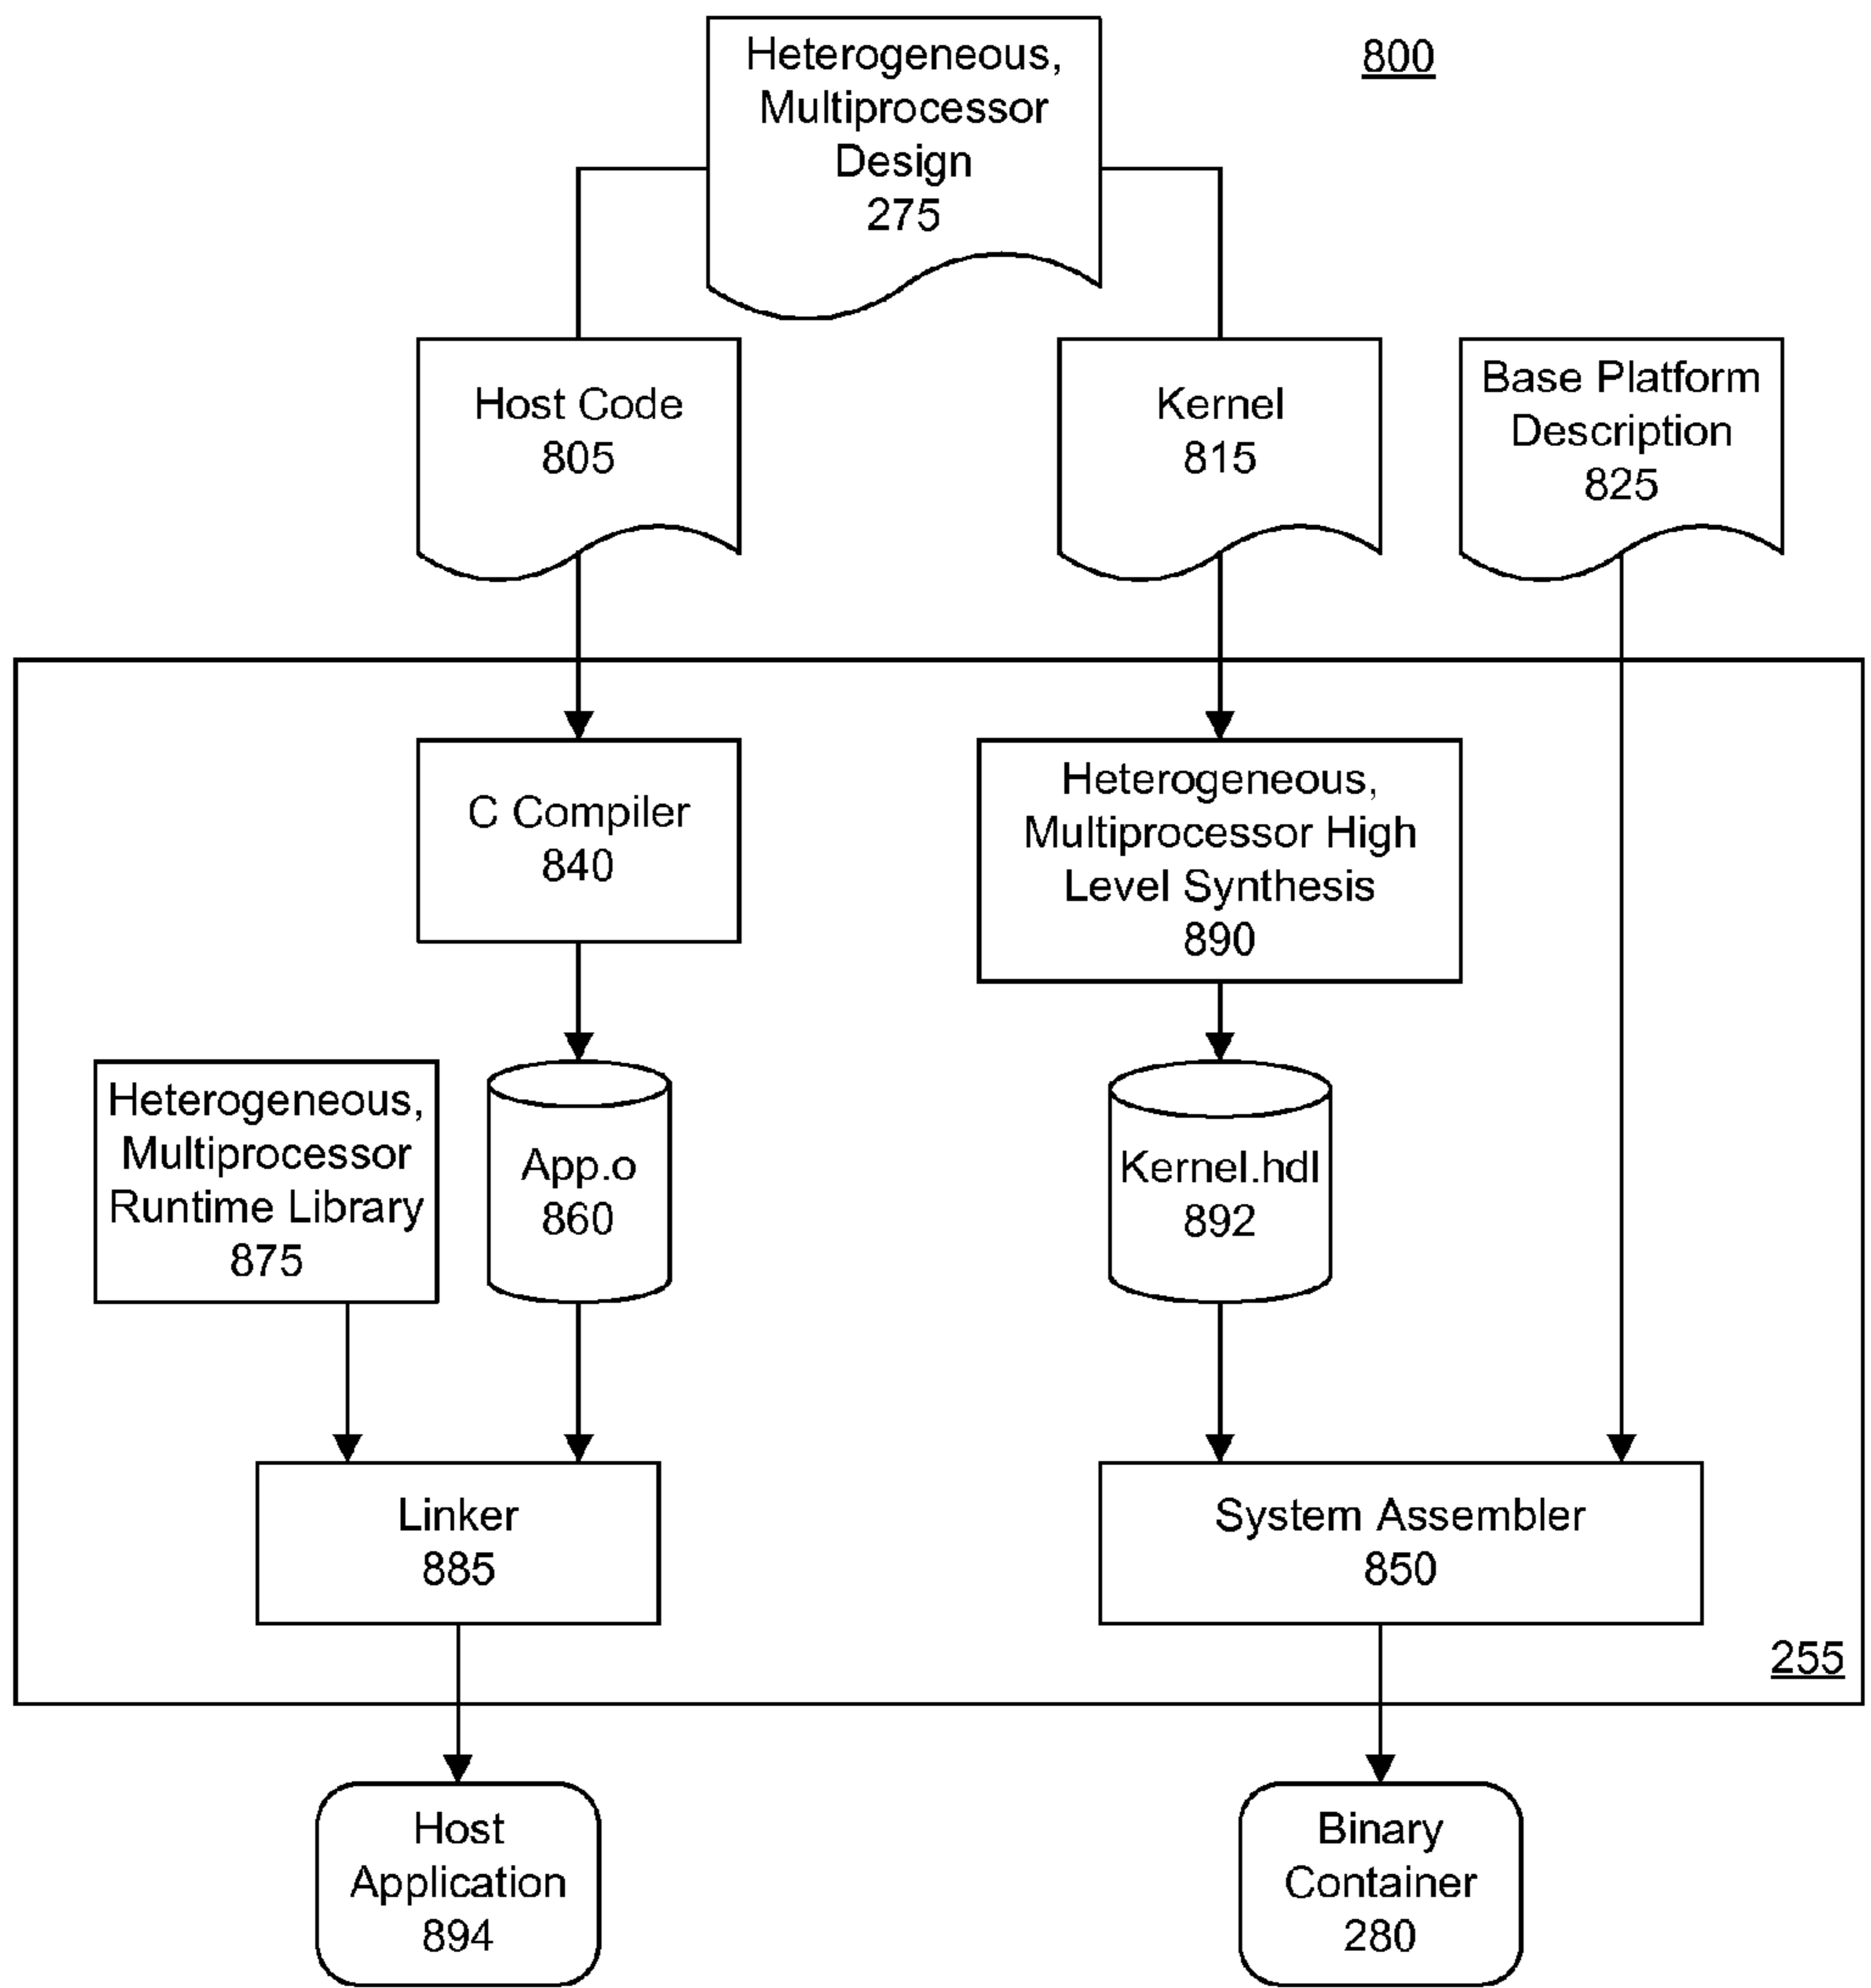 800
Heterogeneous,
Multiprocessor
Design
275
Host Code
805
Kernel
815
Base Platform
Description
825
C Compiler
840
Heterogeneous,
Multiprocessor High
Level Synthesis
890
Heterogeneous,
Multiprocessor
Runtime Library
875
App.o
860
Kernel.hdl
892
Linker
885
System Assembler
850
255
Host
Application
894
Binary
Container
280